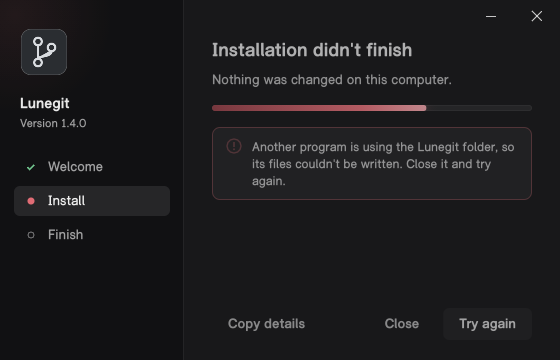 Lunegit
Version 1.4.0
Welcome
Install
Finish
Installation didn't finish
Nothing was changed on this computer.
Another program is using the Lunegit folder, so
its files couldn't be written. Close it and try
again.
Copy details
Close
Try again